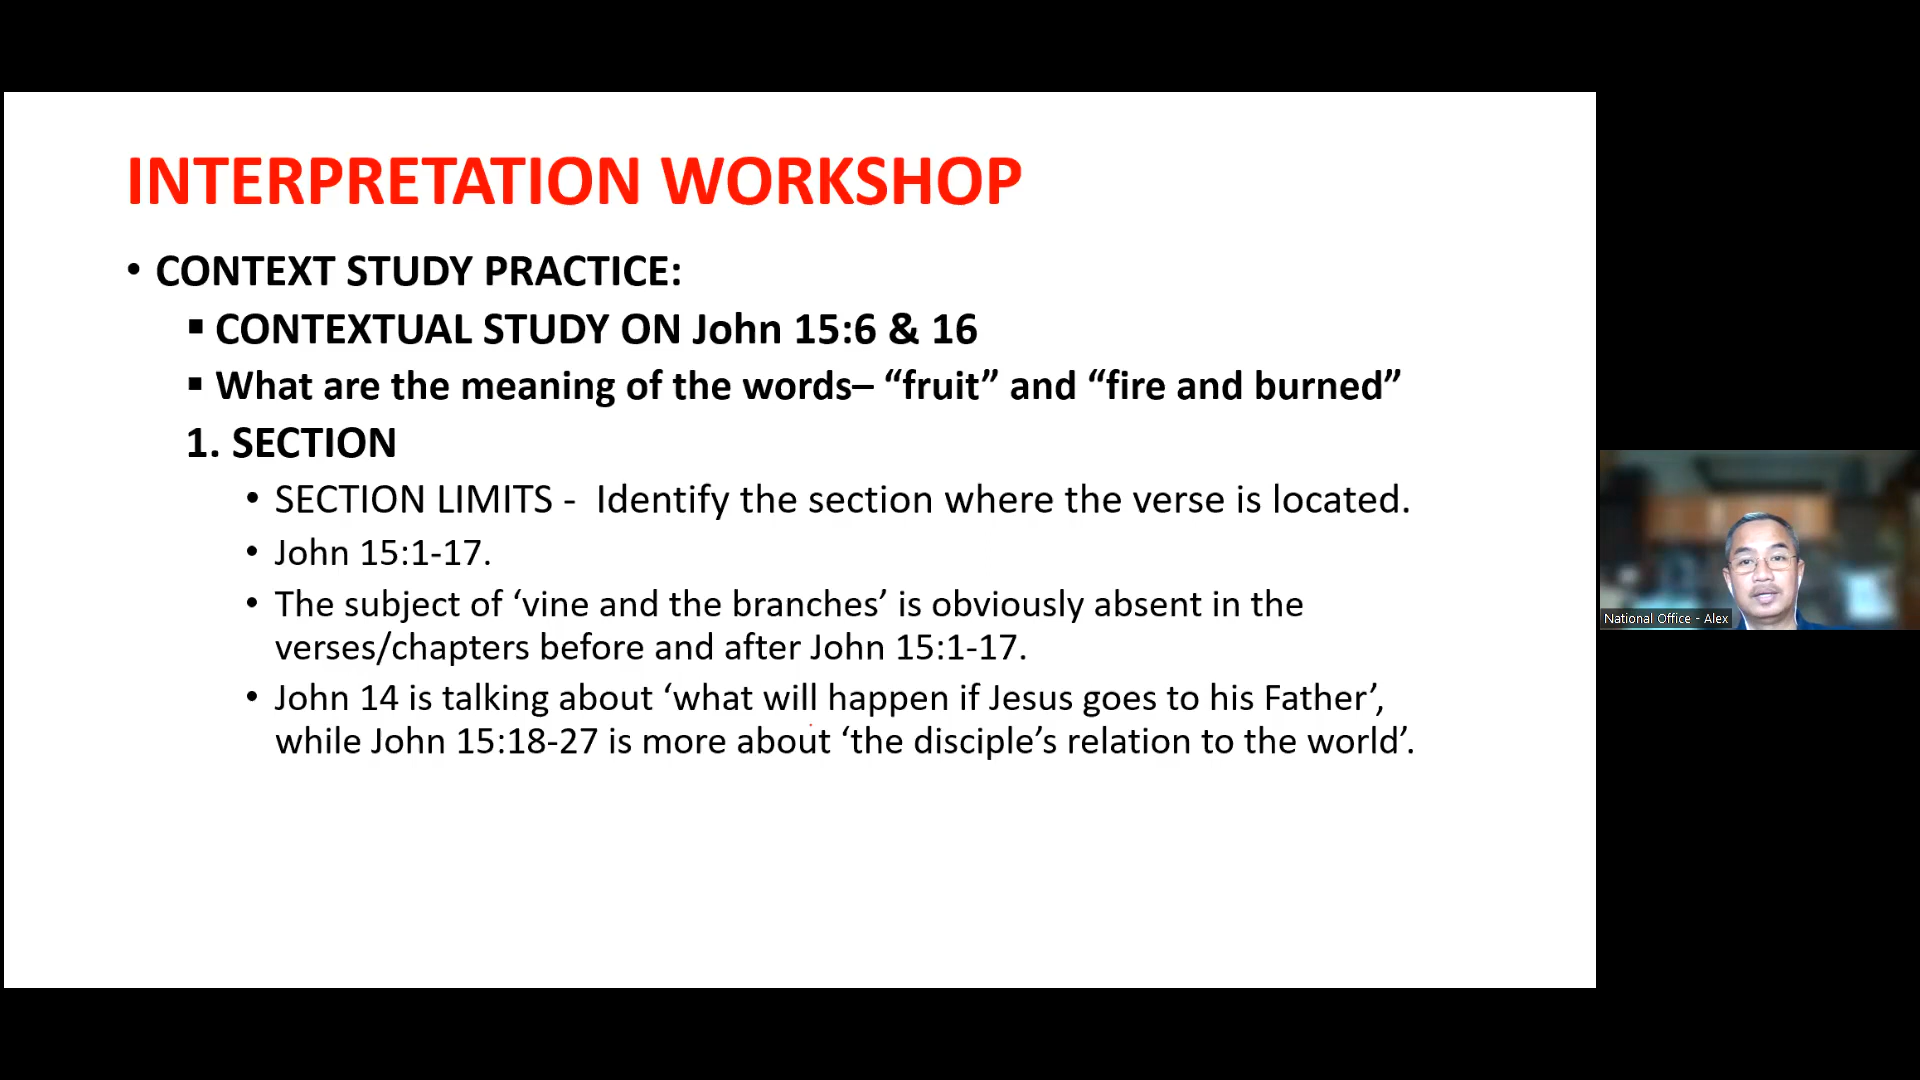 INTERPRETATION WORKSHOP
• CONTEXT STUDY PRACTICE:
▪ CONTEXTUAL STUDY ON John 15:6 & 16
▪ What are the meaning of the words– “fruit” and “fire and burned”
1. SECTION
• SECTION LIMITS - Identify the section where the verse is located.
• John 15:1-17.
• The subject of ‘vine and the branches’ is obviously absent in the
verses/chapters before and after John 15:1-17.
• John 14 is talking about ‘what will happen if Jesus goes to his Father’,
while John 15:18-27 is more about ‘the disciple’s relation to the world’.
National Office - Alex